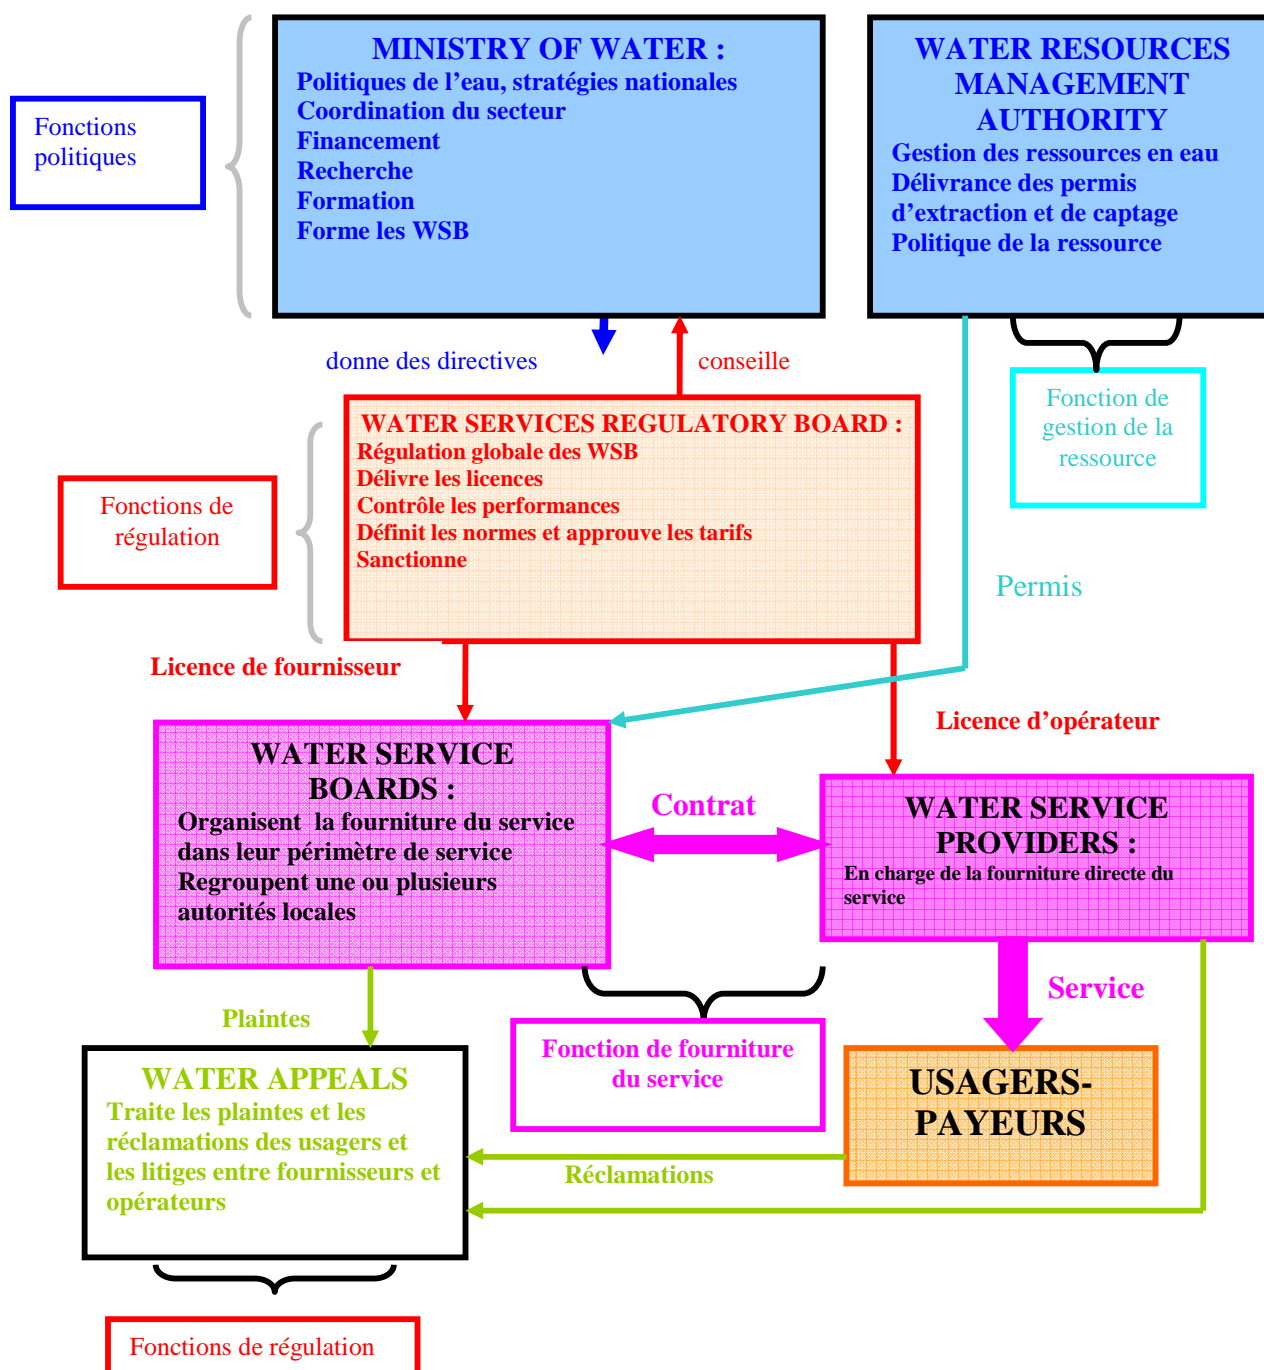 MINISTRY OF WATER :
Politiques de l’eau, stratégies nationales
Coordination du secteur
Financement
Recherche
Formation
Forme les WSB
WATER RESOURCES
MANAGEMENT
AUTHORITY
Gestion des ressources en eau
Délivrance des permis
d’extraction et de captage
Politique de la ressource
Fonctions
politiques
donne des directives
conseille
Fonction de
gestion de la
ressource
WATER SERVICES REGULATORY BOARD :
Régulation globale des WSB
Délivre les licences
Contrôle les performances
Définit les normes et approuve les tarifs
Sanctionne
Fonctions de
régulation
Permis
Licence de fournisseur
Licence d’opérateur
WATER SERVICE
BOARDS :
Organisent la fourniture du service
dans leur périmètre de service
Regroupent une ou plusieurs
autorités locales
Contrat
WATER SERVICE
PROVIDERS :
En charge de la fourniture directe du
service
Service
Plaintes
Fonction de fourniture
du service
WATER APPEALS
Traite les plaintes et les
réclamations des usagers et
les litiges entre fournisseurs et
opérateurs
USAGERS-
PAYEURS
Réclamations
Fonctions de régulation